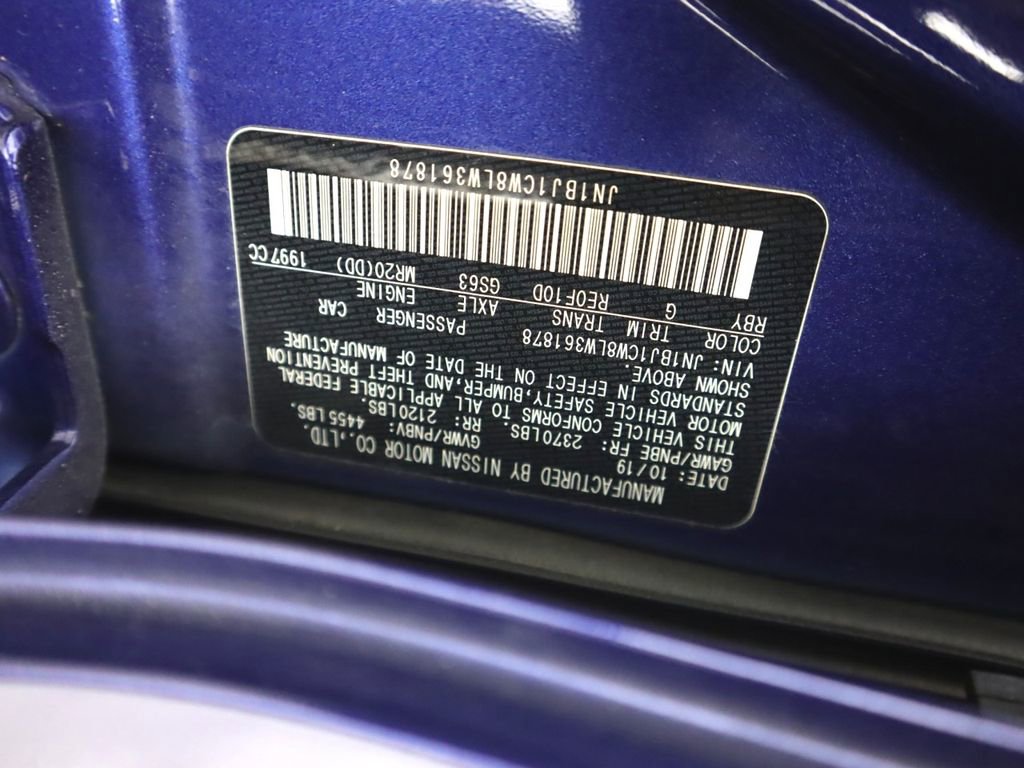 MANUFACTURED BY NISSAN MOTOR CO.,LTD.
DATE: 10/19 GVWR/PNBV: 4455 LBS.
GAWR/PNBE FR: 2370LBS. RR: 2120LBS.
THIS VEHICLE CONFORMS TO ALL APPLICABLE FEDERAL
MOTOR VEHICLE SAFETY,BUMPER,AND THEFT PREVENTION
STANDARDS IN EFFECT ON THE DATE OF MANUFACTURE
SHOWN ABOVE.
VIN: JN1BJ1CW8LW361878 PASSENGER CAR
COLOR TRIM TRANS AXLE ENGINE
RBY G RE0F10D GS63 MR20(DD) 1997CC
JN1BJ1CW8LW361878